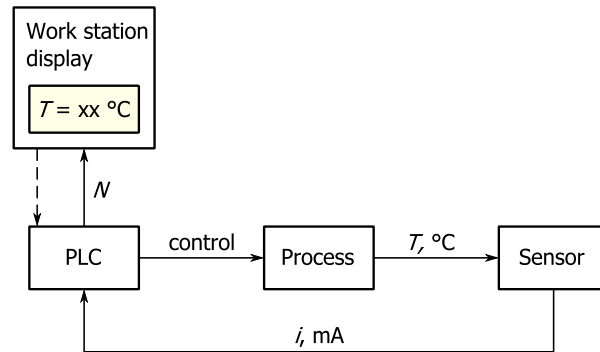 Work station
display
T = xx °C
N
PLC
control
Process
T, °C
Sensor
i, mA